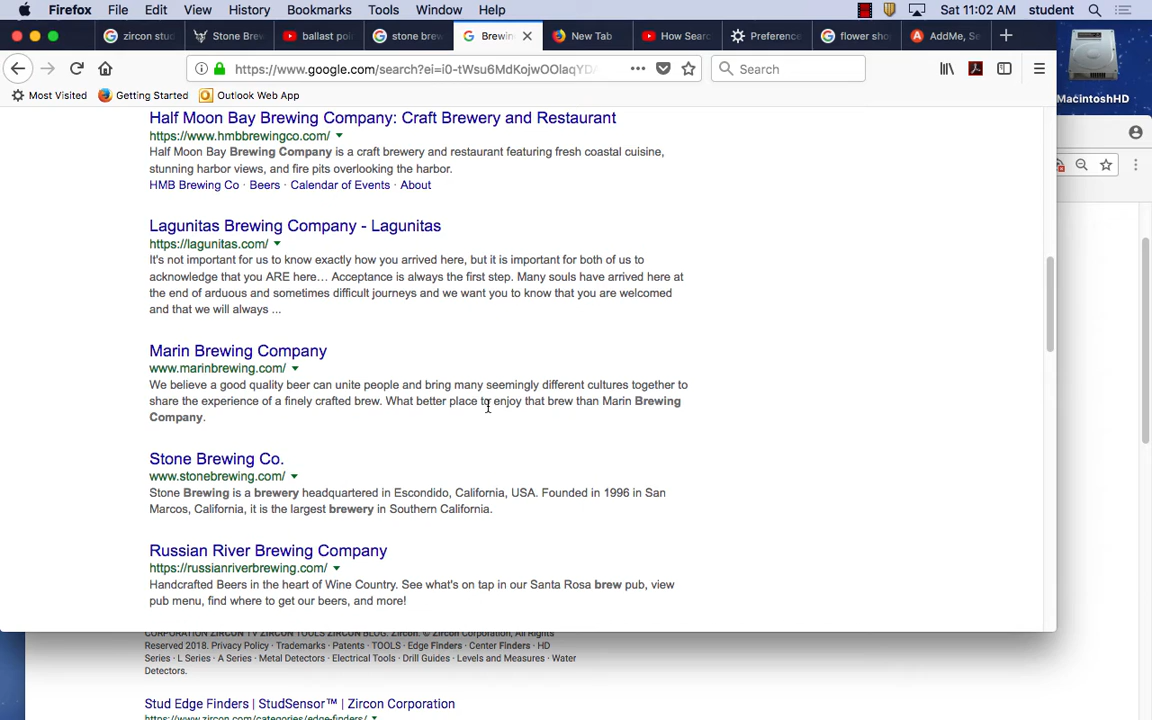 Firefox File Edit View History Bookmarks Tools Window Help Sat 11:02 AM student
zircon stud Stone Brew ballast poi stone brew Brewin New Tab How Searc Preference flower sho AddMe, Se
https://www.google.com/search?ei=i0-tWsu6MdKojwOOlaqYDA Search
Most Visited Getting Started Outlook Web App
MacintoshHD
Half Moon Bay Brewing Company: Craft Brewery and Restaurant
https://www.hmbbrewingco.com/
Half Moon Bay Brewing Company is a craft brewery and restaurant featuring fresh coastal cuisine,
stunning harbor views, and fire pits overlooking the harbor.
HMB Brewing Co · Beers · Calendar of Events · About
Lagunitas Brewing Company - Lagunitas
https://lagunitas.com/
It's not important for us to know exactly how you arrived here, but it is important for both of us to
acknowledge that you ARE here… Acceptance is always the first step. Many souls have arrived here at
the end of arduous and sometimes difficult journeys and we want you to know that you are welcomed
and that we will always ...
Marin Brewing Company
www.marinbrewing.com/
We believe a good quality beer can unite people and bring many seemingly different cultures together to
share the experience of a finely crafted brew. What better place to enjoy that brew than Marin Brewing
Company.
Stone Brewing Co.
www.stonebrewing.com/
Stone Brewing is a brewery headquartered in Escondido, California, USA. Founded in 1996 in San
Marcos, California, it is the largest brewery in Southern California.
Russian River Brewing Company
https://russianriverbrewing.com/
Handcrafted Beers in the heart of Wine Country. See what's on tap in our Santa Rosa brew pub, view
pub menu, find where to get our beers, and more!
CORPORATION ZIRCON TV ZIRCON TOOLS ZIRCON BLOG. Zircon. © Zircon Corporation, All Rights
Reserved 2018. Privacy Policy · Trademarks · Patents · TOOLS · Edge Finders · Center Finders · HD
Series · L Series · A Series · Metal Detectors · Electrical Tools · Drill Guides · Levels and Measures · Water
Detectors.
Stud Edge Finders | StudSensor™ | Zircon Corporation
https://www.zircon.com/categories/edge-finders/